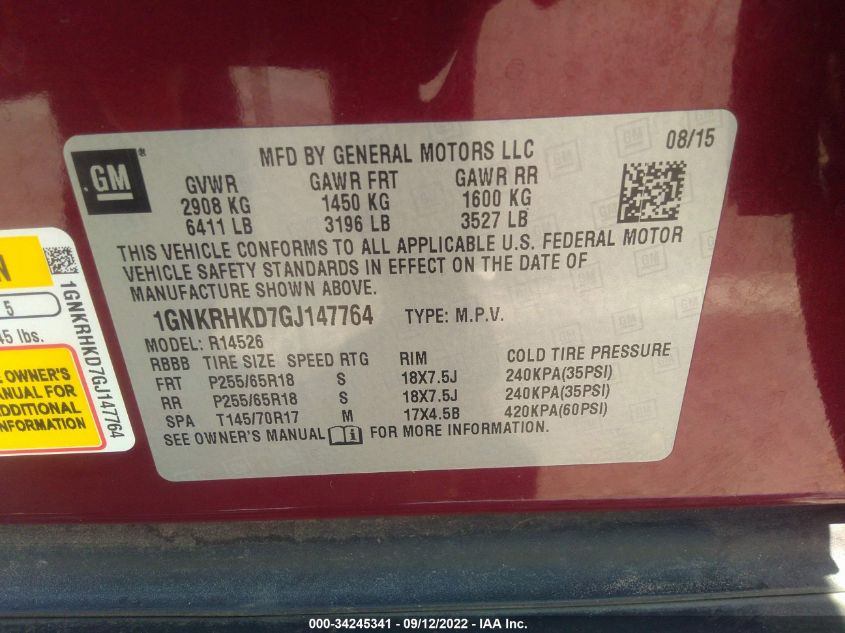 GM ®
MFD BY GENERAL MOTORS LLC
08/15
GVWR GAWR FRT GAWR RR
2908 KG 1450 KG 1600 KG
6411 LB 3196 LB 3527 LB
THIS VEHICLE CONFORMS TO ALL APPLICABLE U.S. FEDERAL MOTOR
VEHICLE SAFETY STANDARDS IN EFFECT ON THE DATE OF
MANUFACTURE SHOWN ABOVE.
1GNKRHKD7GJ147764 TYPE: M.P.V.
MODEL: R14526
RBBB TIRE SIZE SPEED RTG RIM COLD TIRE PRESSURE
FRT P255/65R18 S 18X7.5J 240KPA(35PSI)
RR P255/65R18 S 18X7.5J 240KPA(35PSI)
SPA T145/70R17 M 17X4.5B 420KPA(60PSI)
SEE OWNER'S MANUAL FOR MORE INFORMATION.
5
lbs.
OWNER'S
MANUAL FOR
INFORMATION
1GNKRHKD7GJ147764
000-34245341 - 09/12/2022 - IAA Inc.